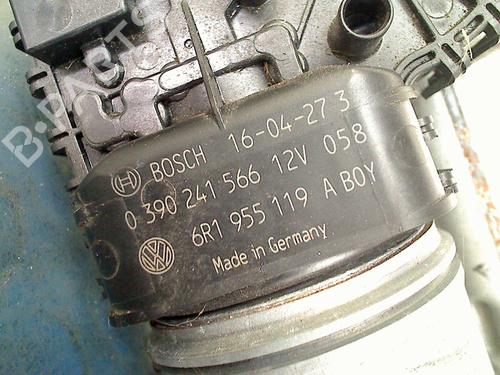 B-PARTS
BOSCH 16-04-27 3
0 390 241 566 12V 058
6R1 955 119 A BOY
Made in Germany